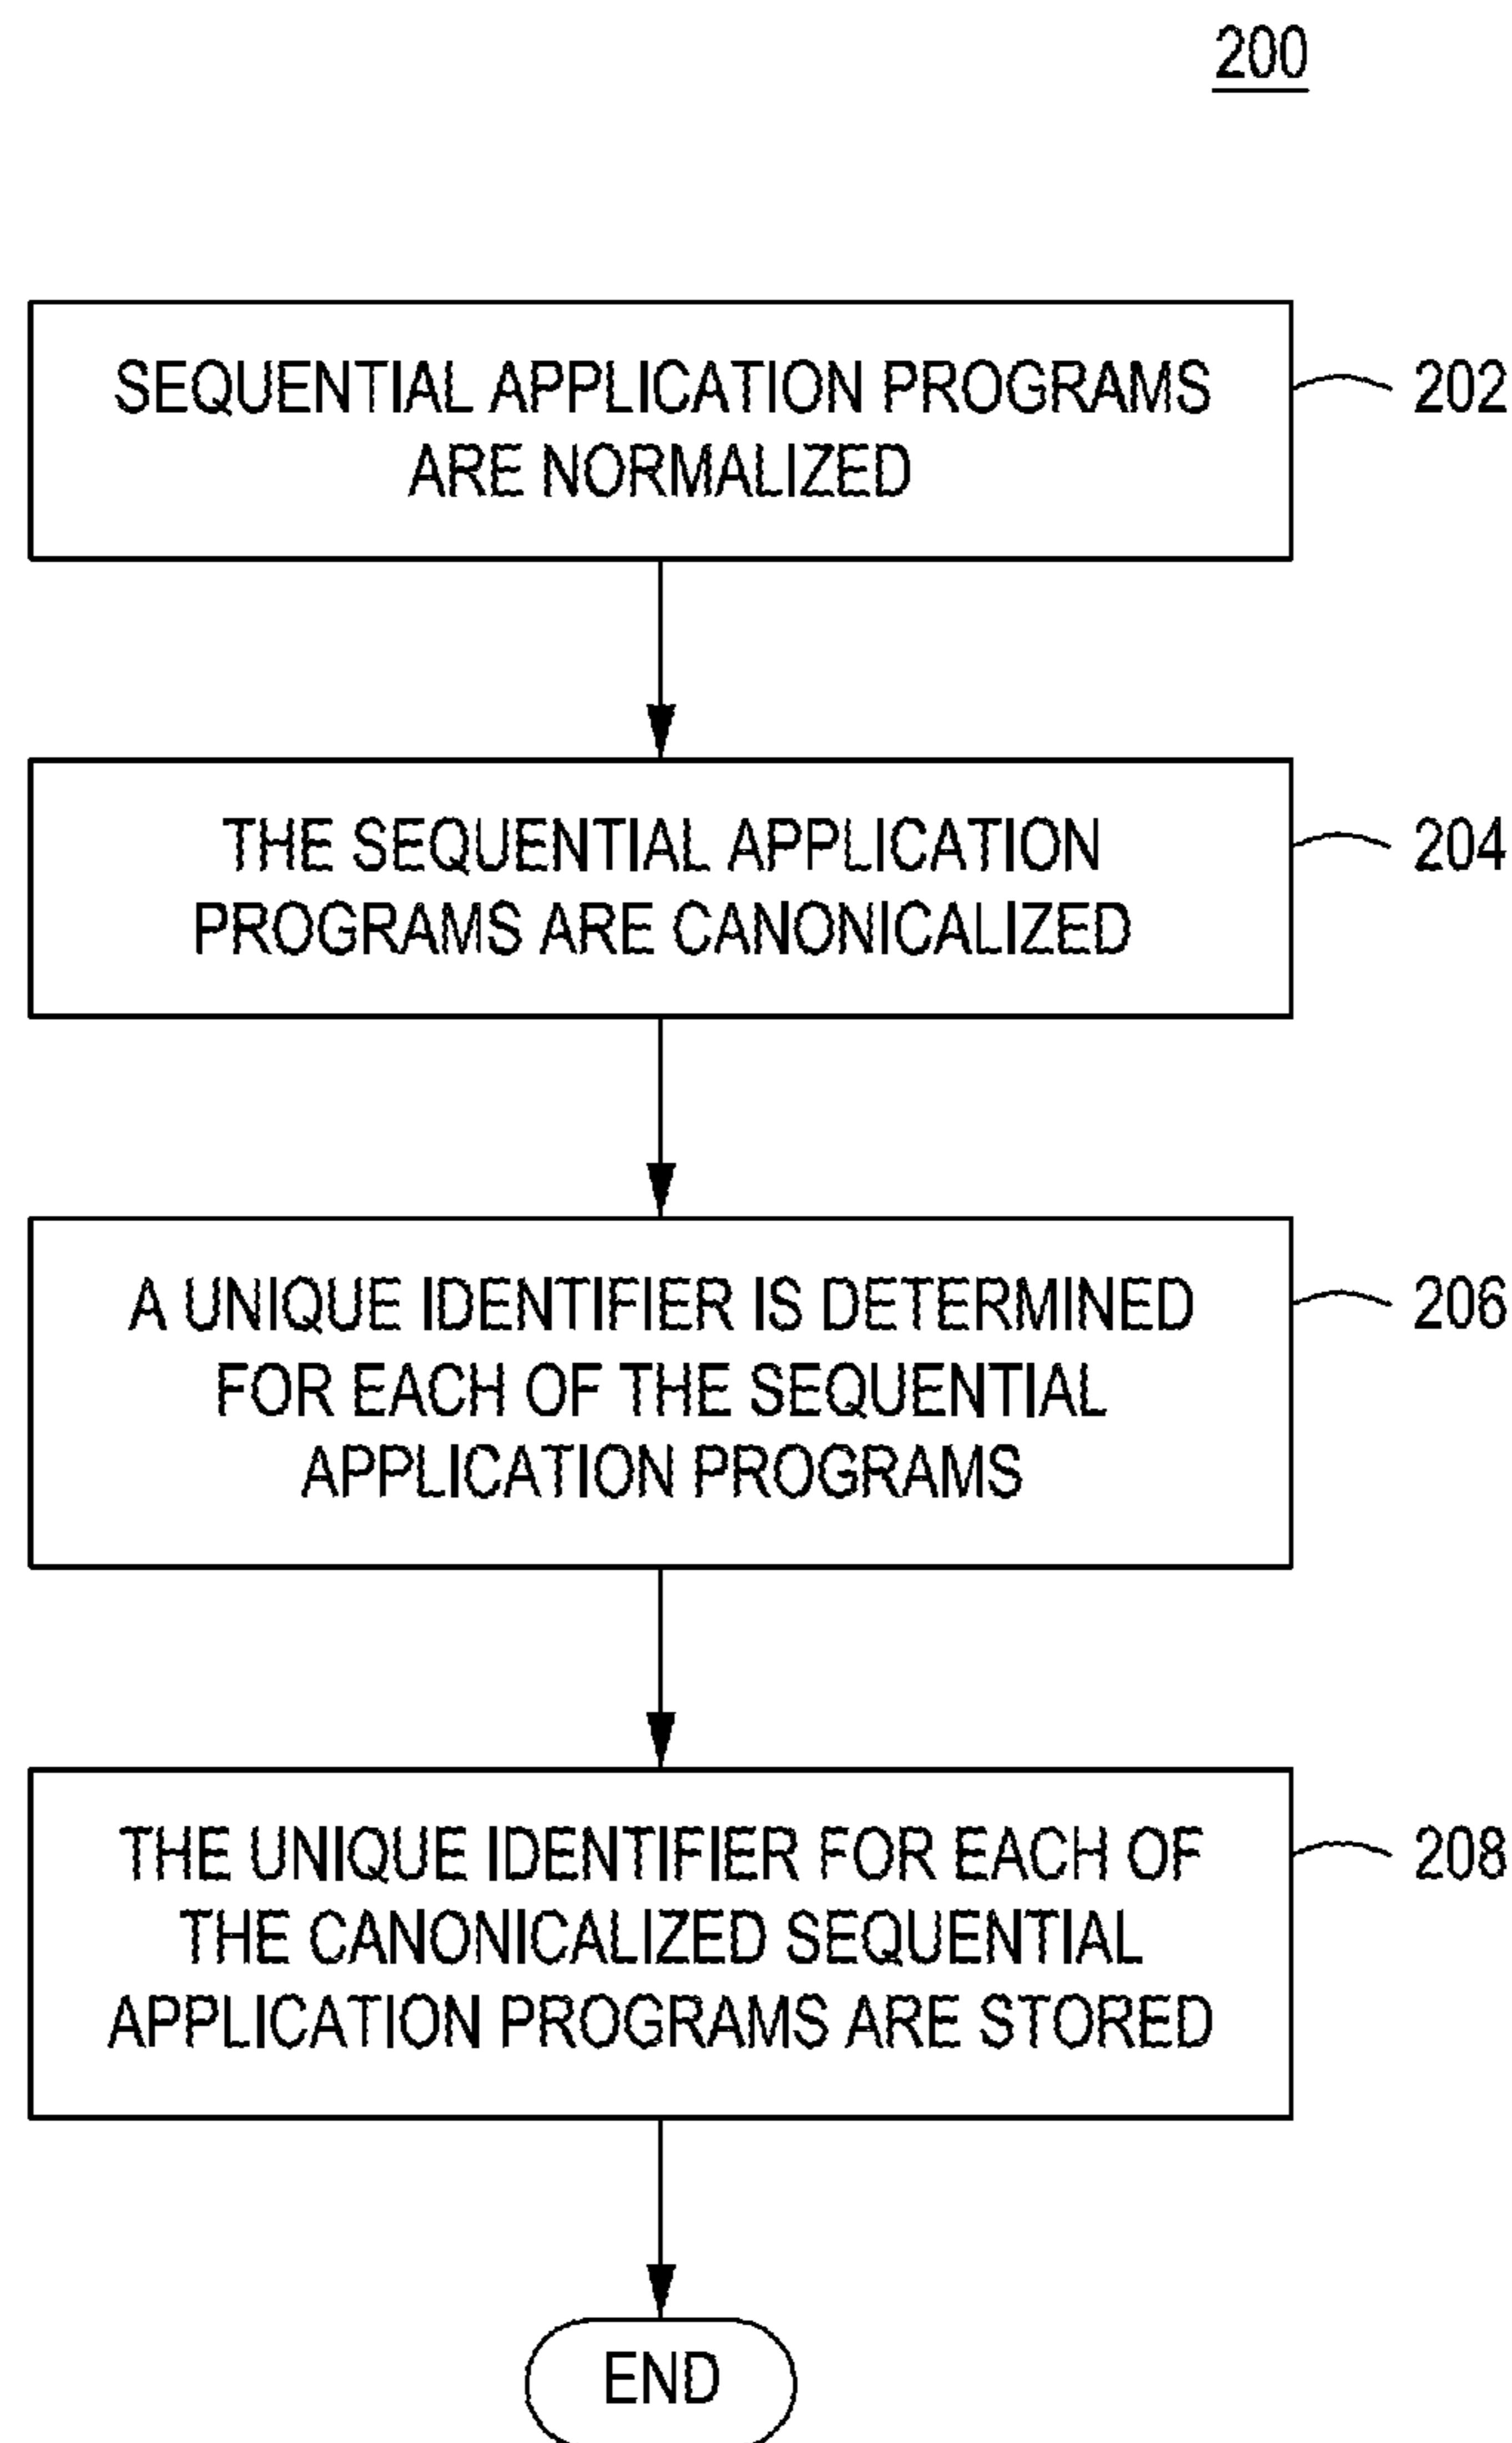 200
SEQUENTIAL APPLICATION PROGRAMS
ARE NORMALIZED
202
THE SEQUENTIAL APPLICATION
PROGRAMS ARE CANONICALIZED
204
A UNIQUE IDENTIFIER IS DETERMINED
FOR EACH OF THE SEQUENTIAL
APPLICATION PROGRAMS
206
THE UNIQUE IDENTIFIER FOR EACH OF
THE CANONICALIZED SEQUENTIAL
APPLICATION PROGRAMS ARE STORED
208
END